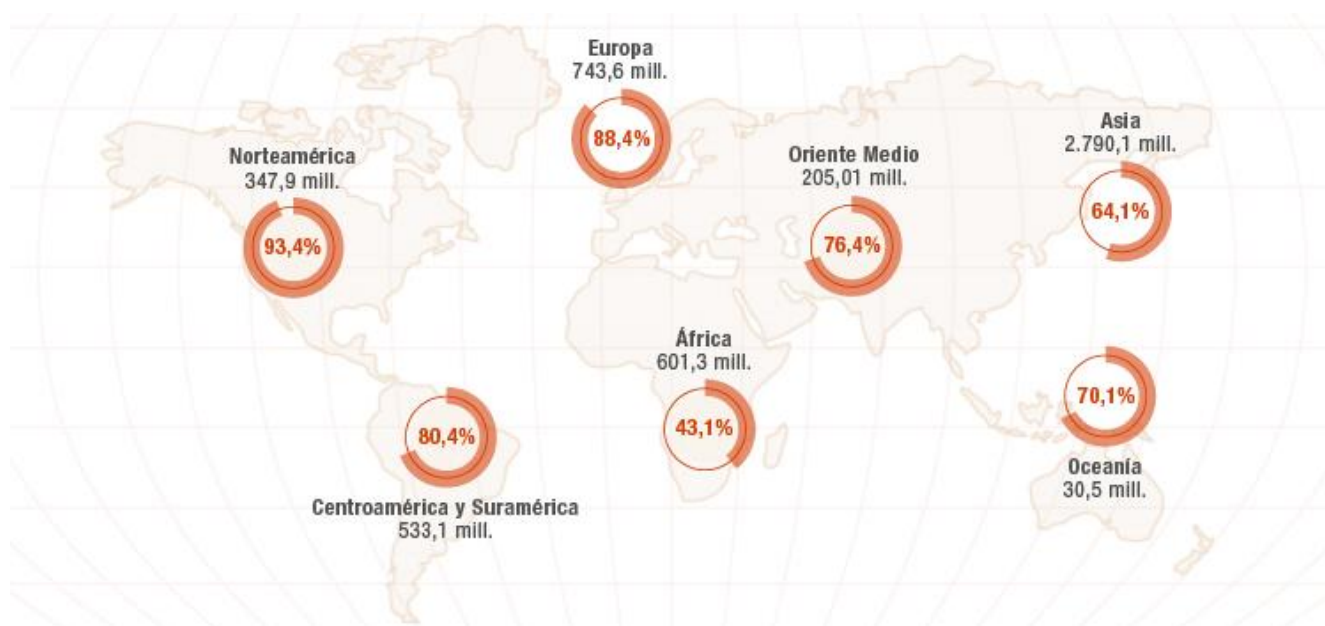 Europa
743,6 mill.
88,4%
Norteamérica
347,9 mill.
93,4%
Oriente Medio
205,01 mill.
76,4%
Asia
2.790,1 mill.
64,1%
África
601,3 mill.
43,1%
80,4%
Centroamérica y Suramérica
533,1 mill.
70,1%
Oceanía
30,5 mill.